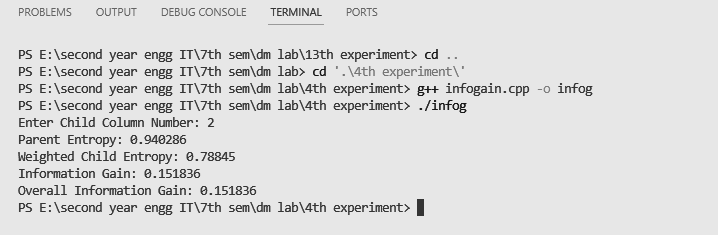 PROBLEMS OUTPUT DEBUG CONSOLE TERMINAL PORTS
PS E:\second year engg IT\7th sem\dm lab\13th experiment> cd ..
PS E:\second year engg IT\7th sem\dm lab> cd '.\4th experiment\'
PS E:\second year engg IT\7th sem\dm lab\4th experiment> g++ infogain.cpp -o infog
PS E:\second year engg IT\7th sem\dm lab\4th experiment> ./infog
Enter Child Column Number: 2
Parent Entropy: 0.940286
Weighted Child Entropy: 0.78845
Information Gain: 0.151836
Overall Information Gain: 0.151836
PS E:\second year engg IT\7th sem\dm lab\4th experiment>